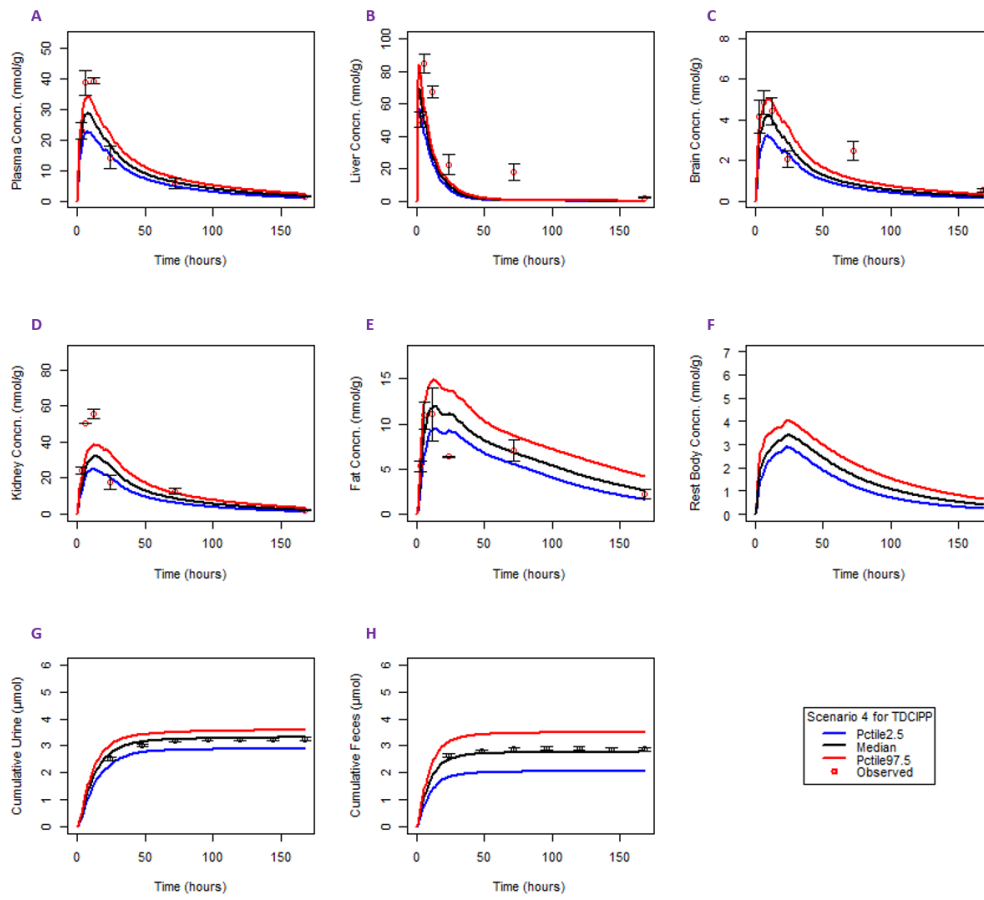 A
B
C
Plasma Concn. (nmol/g)
0 10 20 30 40 50
0 50 100 150
Time (hours)
Liver Concn. (nmol/g)
0 20 40 60 80 100
0 50 100 150
Time (hours)
Brain Concn. (nmol/g)
0 2 4 6 8
0 50 100 150
Time (hours)
D
E
F
Kidney Concn. (nmol/g)
0 20 40 60 80
0 50 100 150
Time (hours)
Fat Concn. (nmol/g)
0 5 10 15
0 50 100 150
Time (hours)
Rest Body Concn. (nmol/g)
0 1 2 3 4 5 6 7
0 50 100 150
Time (hours)
G
H
Cumulative Urine (μmol)
0 1 2 3 4 5 6
0 50 100 150
Time (hours)
Cumulative Feces (μmol)
0 1 2 3 4 5 6
0 50 100 150
Time (hours)
Scenario 4 for TDCIPP
Pctile2.5
Median
Pctile97.5
Observed